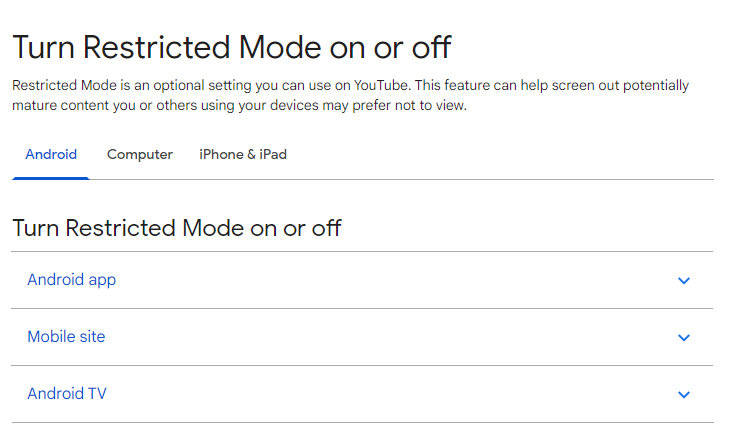 Turn Restricted Mode on or off
Restricted Mode is an optional setting you can use on YouTube. This feature can help screen out potentially
mature content you or others using your devices may prefer not to view.
Android Computer iPhone & iPad
Turn Restricted Mode on or off
Android app
Mobile site
Android TV